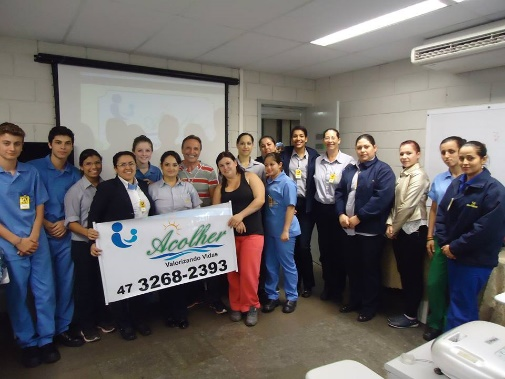 Acolher
Valorizando Vidas
47 3268-2393